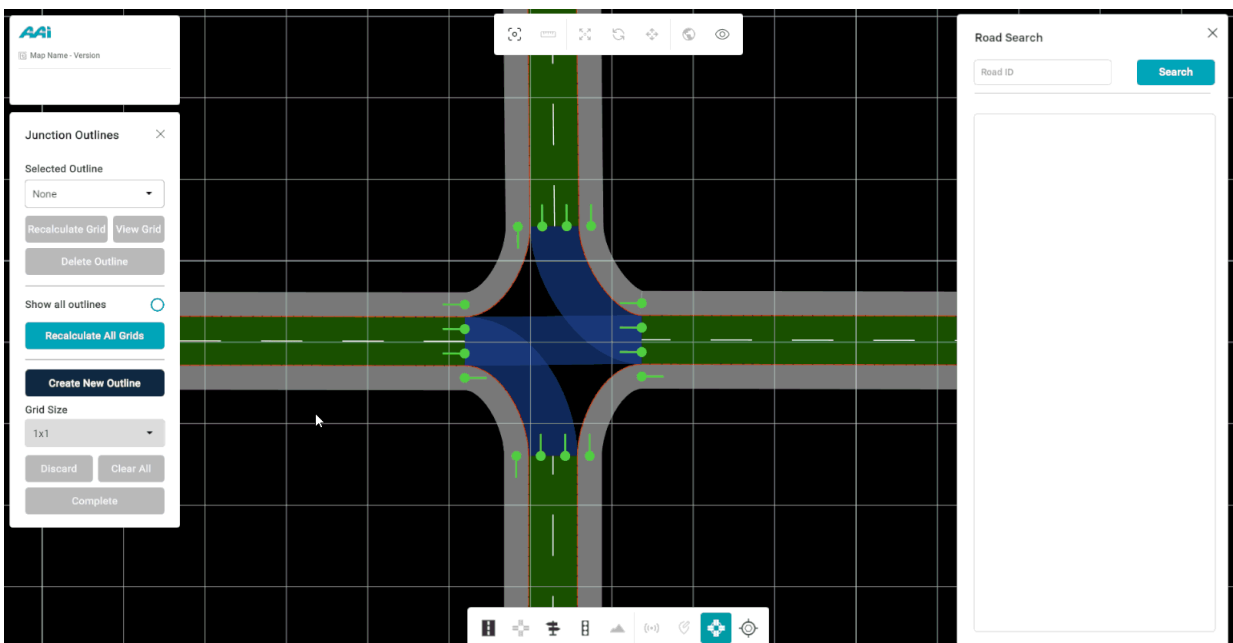 AAi
Map Name - Version
Junction Outlines
Selected Outline
None
Recalculate Grid View Grid
Delete Outline
Show all outlines
Recalculate All Grids
Create New Outline
Grid Size
1x1
Discard Clear All
Complete
Road Search
Road ID Search